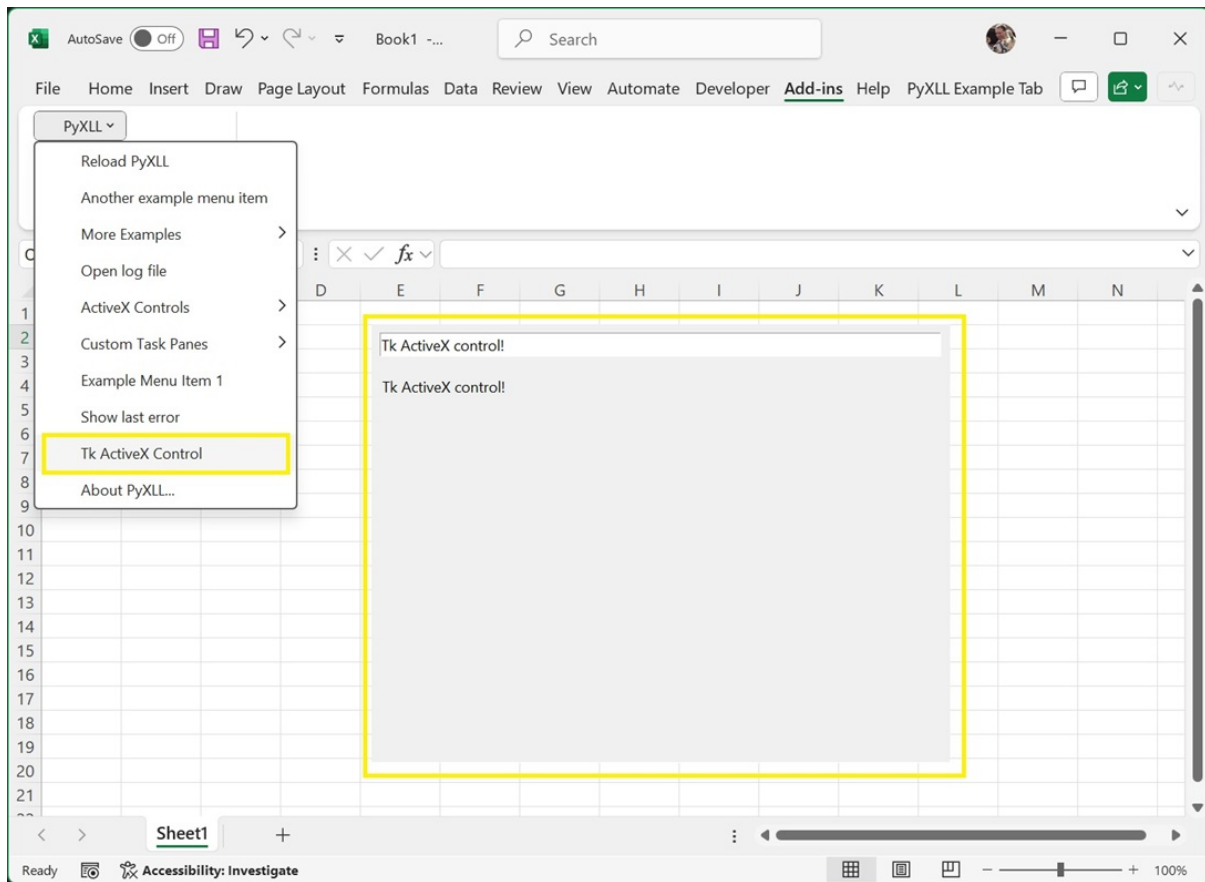 AutoSave Off Book1 -... Search
File Home Insert Draw Page Layout Formulas Data Review View Automate Developer Add-ins Help PyXLL Example Tab
PyXLL
Reload PyXLL
Another example menu item
More Examples
Open log file
ActiveX Controls
Custom Task Panes
Example Menu Item 1
Show last error
Tk ActiveX Control
About PyXLL...
fx
D E F G H I J K L M N
1
2
3
4
5
6
7
8
9
10
11
12
13
14
15
16
17
18
19
20
21
Tk ActiveX control!
Tk ActiveX control!
Sheet1
Ready Accessibility: Investigate 100%